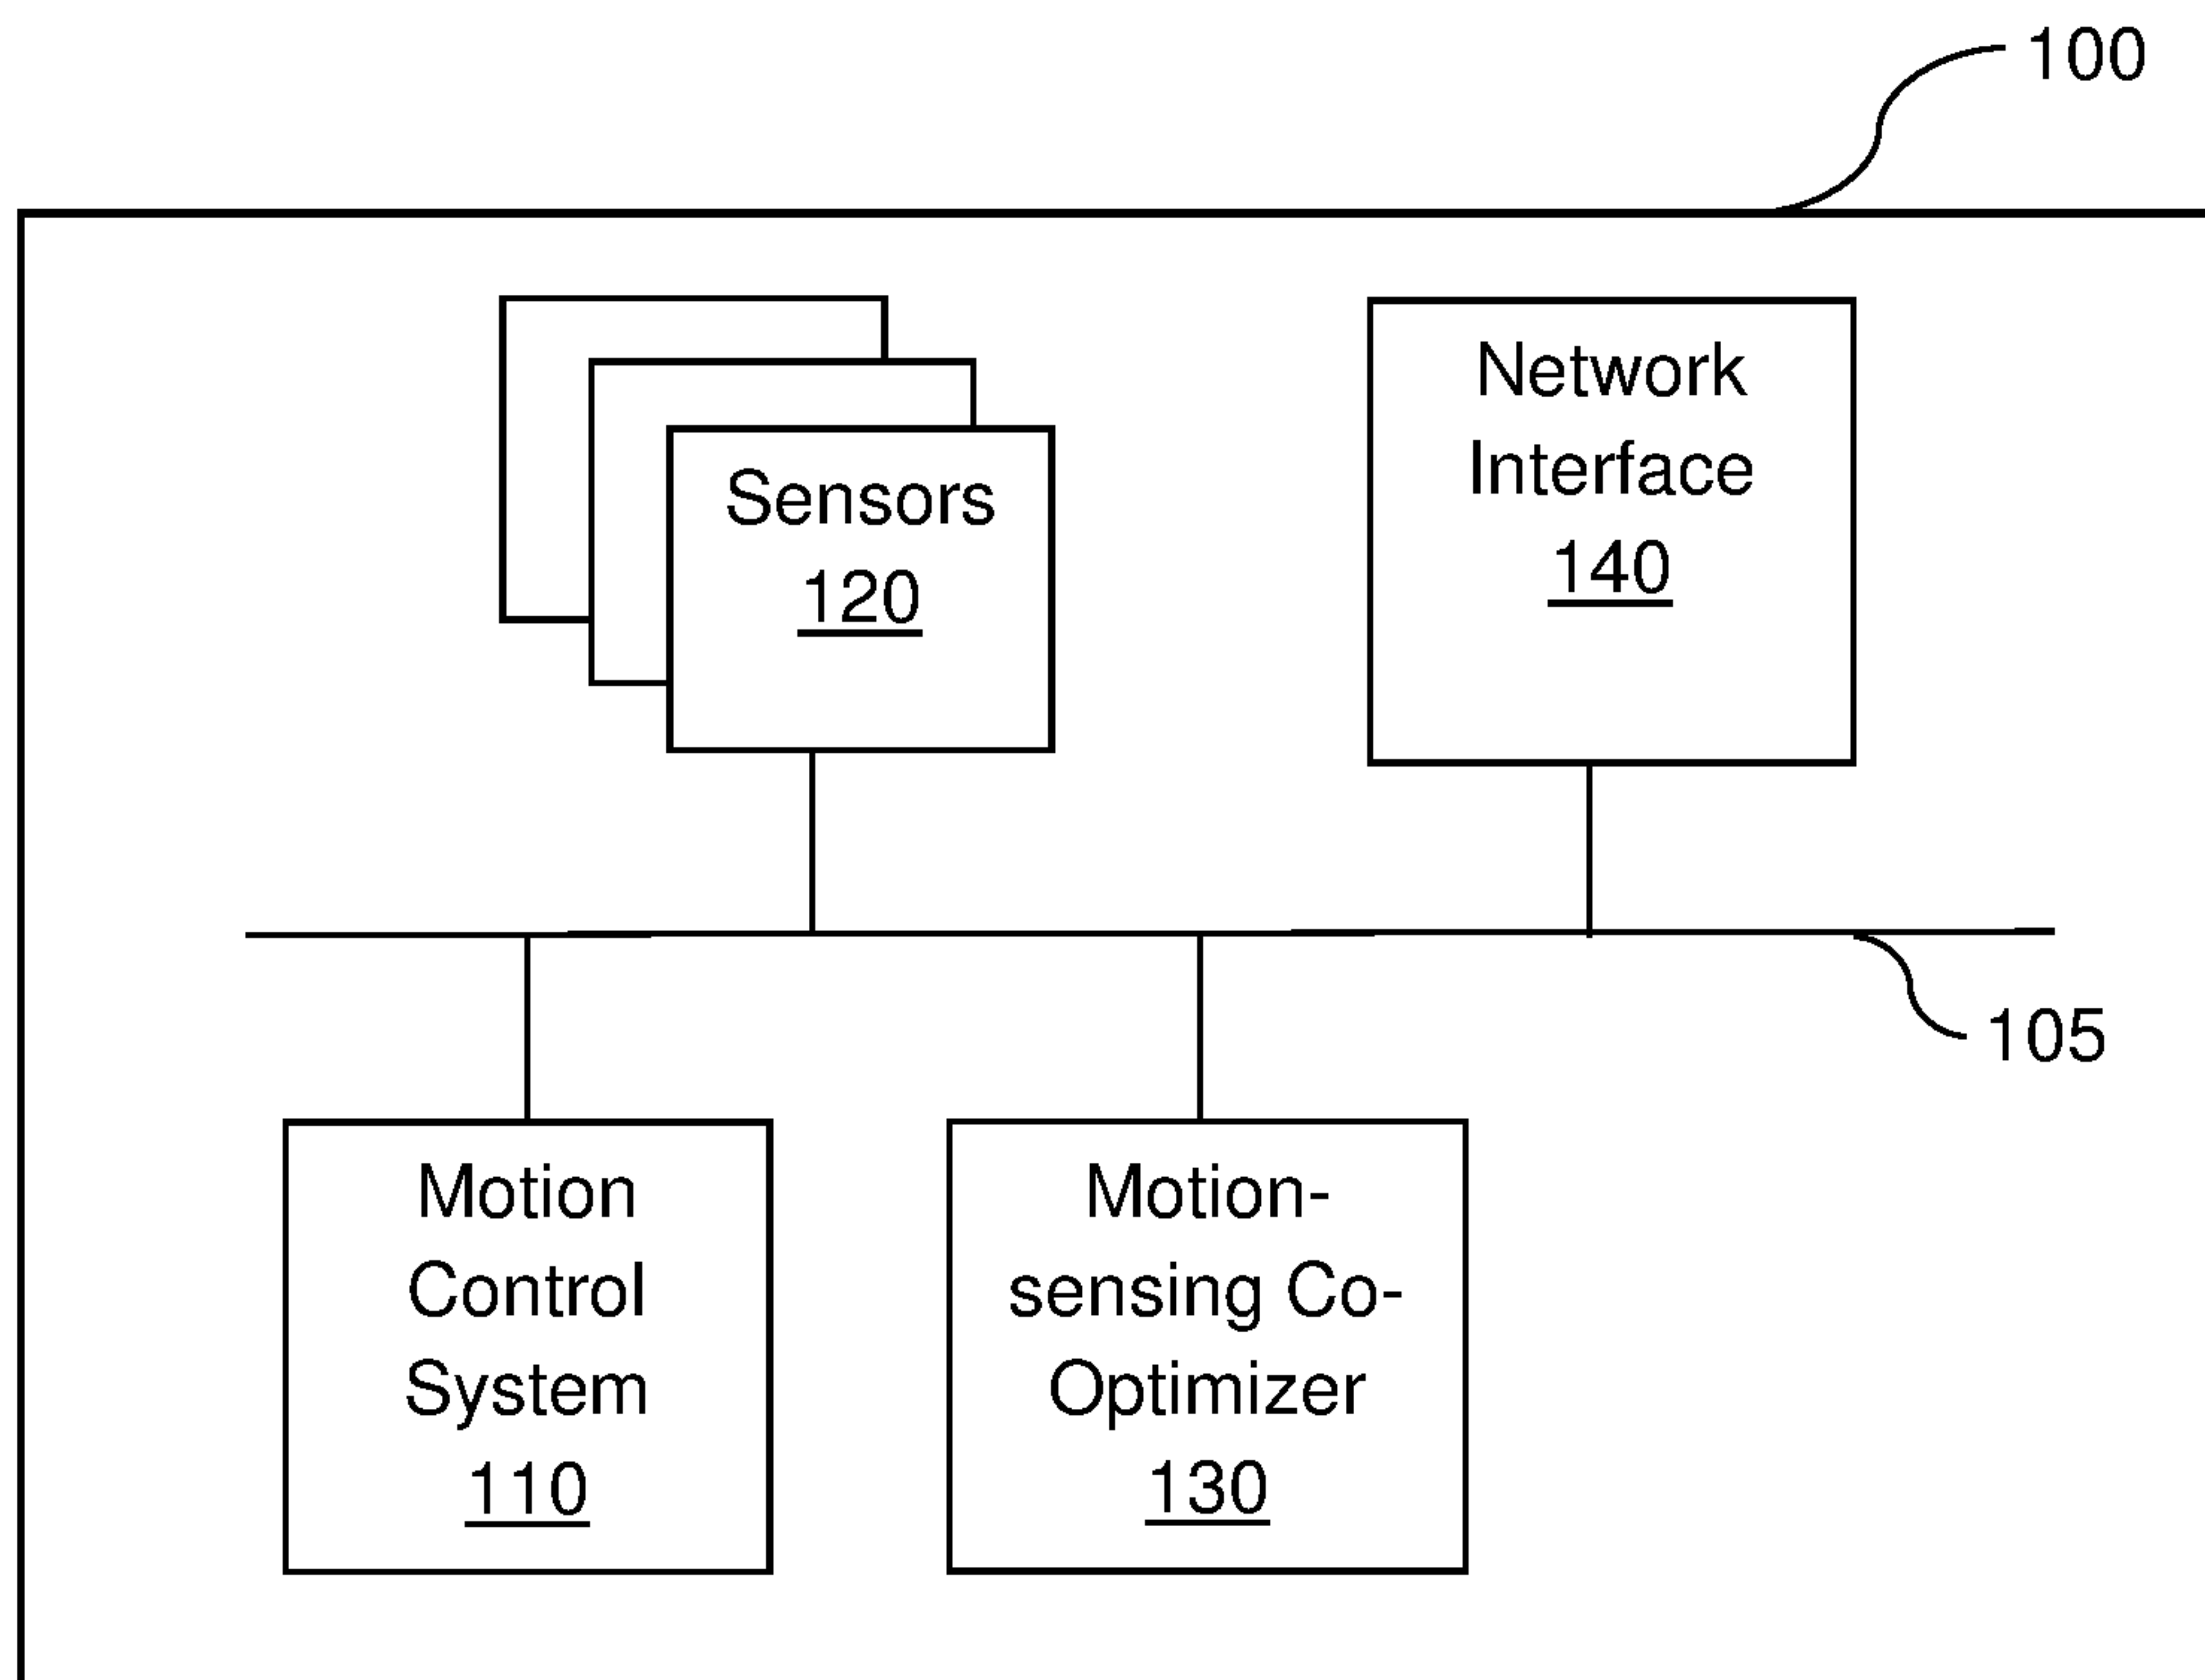 100
Sensors
120
Network
Interface
140
105
Motion
Control
System
110
Motion-
sensing Co-
Optimizer
130